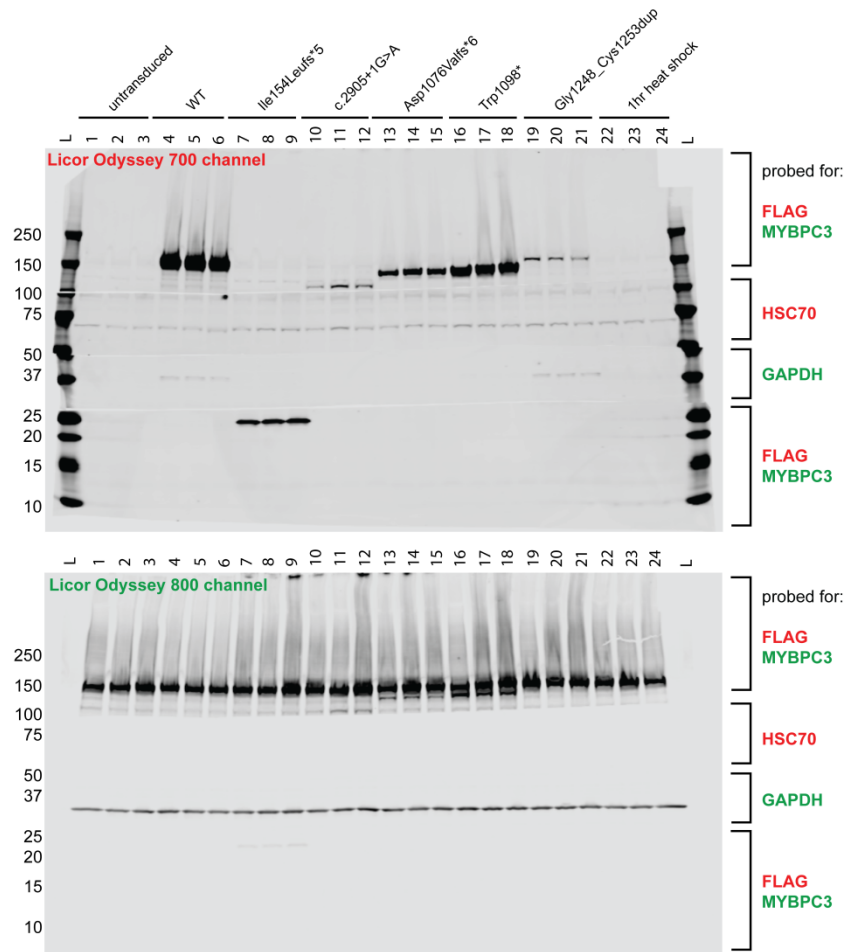 untransduced
WT
Ile154Leufs*5
c.2905+1G>A
Asp1076Valfs*6
Trp1098*
Gly1248_Cys1253dup
1hr heat shock
L 1 2 3 4 5 6 7 8 9 10 11 12 13 14 15 16 17 18 19 20 21 22 23 24 L
Licor Odyssey 700 channel
probed for:
250
150
100
75
50
37
25
20
15
10
FLAG
MYBPC3
HSC70
GAPDH
FLAG
MYBPC3
L 1 2 3 4 5 6 7 8 9 10 11 12 13 14 15 16 17 18 19 20 21 22 23 24 L
Licor Odyssey 800 channel
probed for:
250
150
100
75
50
37
25
20
15
10
FLAG
MYBPC3
HSC70
GAPDH
FLAG
MYBPC3